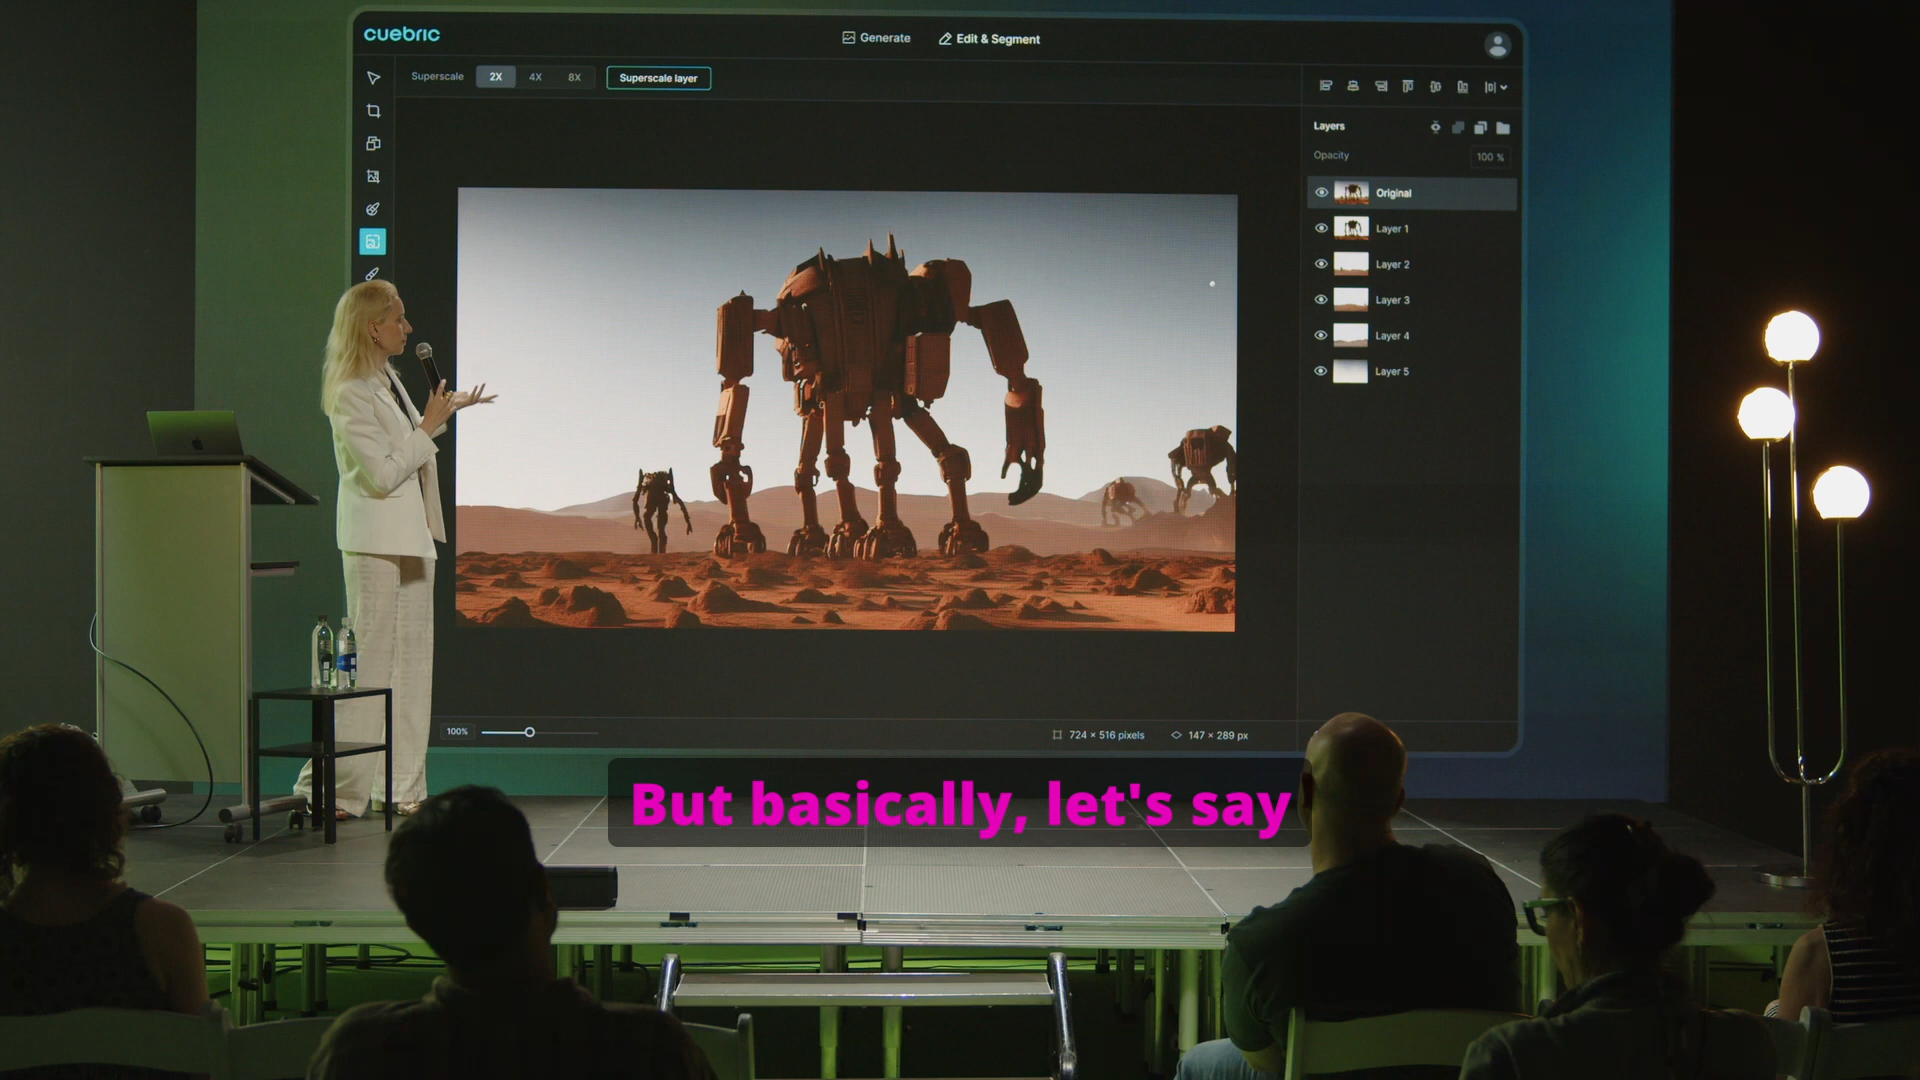 cuebric
Generate
Edit & Segment
Superscale
2X
4X
8X
Superscale layer
Layers
Opacity
100 %
Original
Layer 1
Layer 2
Layer 3
Layer 4
Layer 5
100%
724 × 516 pixels
147 × 289 px
But basically, let's say